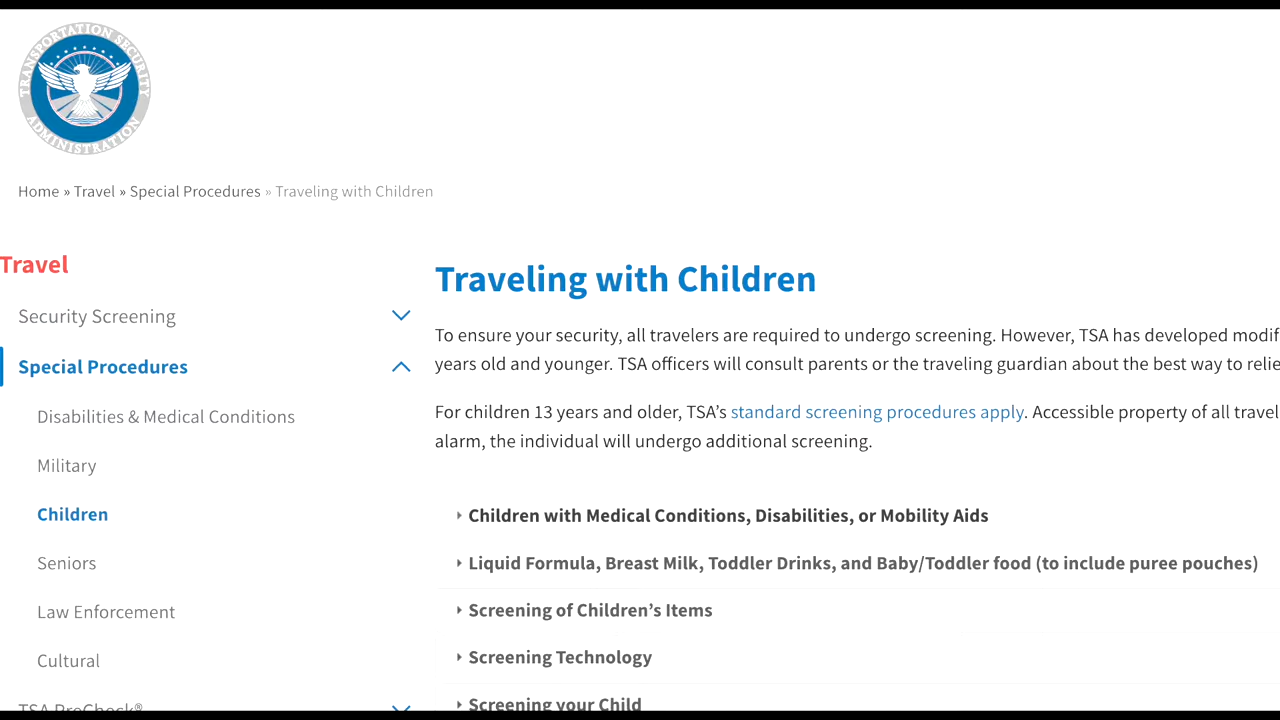 TRANSPORTATION SECURITY
ADMINISTRATION
Home » Travel » Special Procedures » Traveling with Children
Travel
Security Screening
Special Procedures
Disabilities & Medical Conditions
Military
Children
Seniors
Law Enforcement
Cultural
TSA PreCheck®
Traveling with Children
To ensure your security, all travelers are required to undergo screening. However, TSA has developed modif
years old and younger. TSA officers will consult parents or the traveling guardian about the best way to relie
For children 13 years and older, TSA’s standard screening procedures apply. Accessible property of all travel
alarm, the individual will undergo additional screening.
Children with Medical Conditions, Disabilities, or Mobility Aids
Liquid Formula, Breast Milk, Toddler Drinks, and Baby/Toddler food (to include puree pouches)
Screening of Children’s Items
Screening Technology
Screening your Child